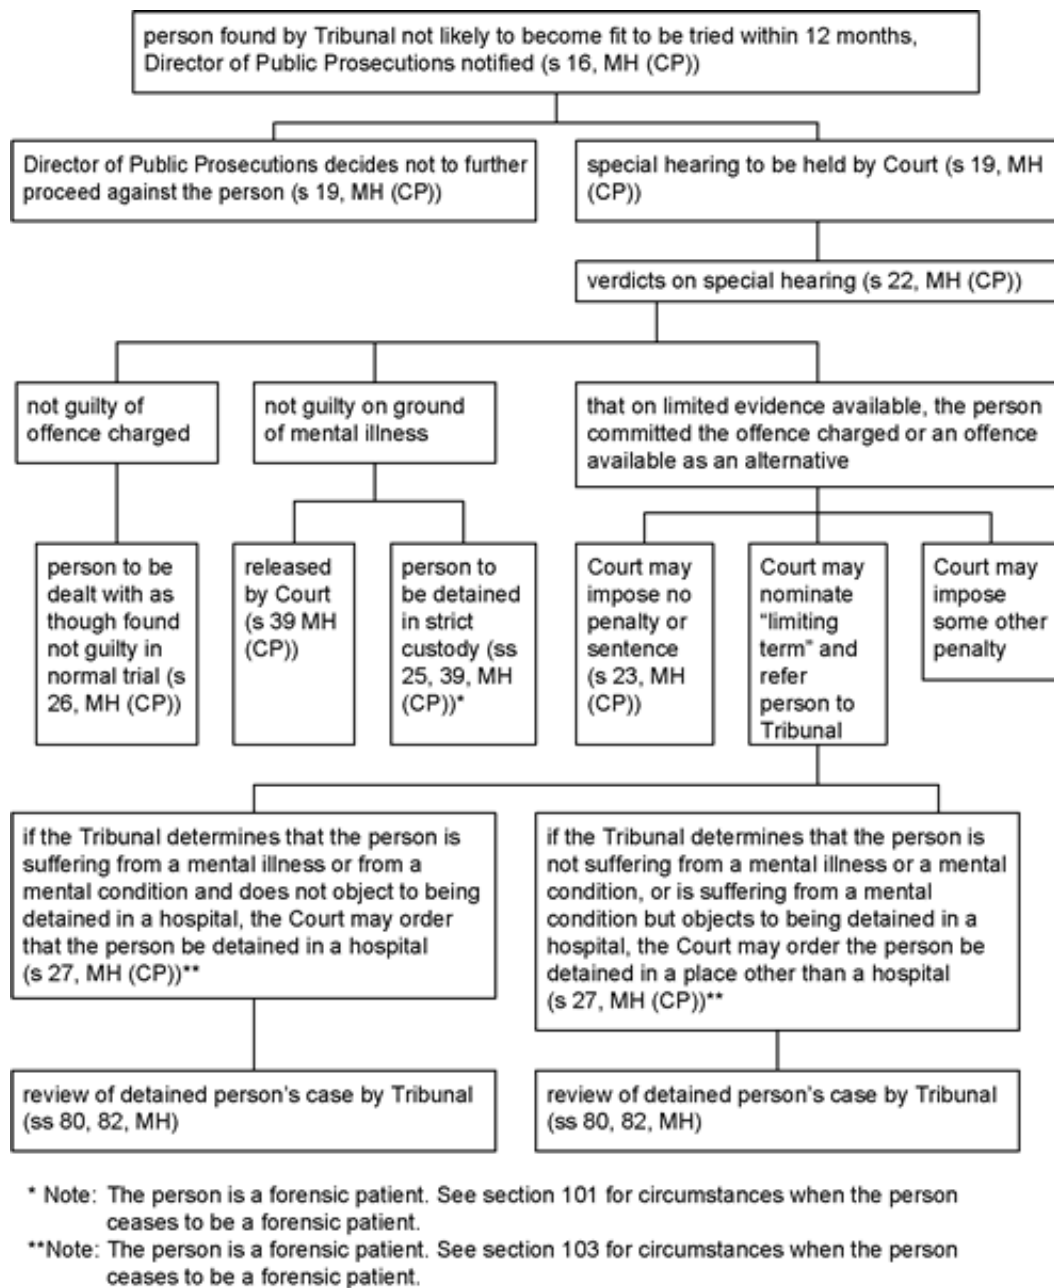 person found by Tribunal not likely to become fit to be tried within 12 months,
Director of Public Prosecutions notified (s 16, MH (CP))
Director of Public Prosecutions decides not to further
proceed against the person (s 19, MH (CP))
special hearing to be held by Court (s 19, MH
(CP))
verdicts on special hearing (s 22, MH (CP))
not guilty of
offence charged
not guilty on ground
of mental illness
that on limited evidence available, the person
committed the offence charged or an offence
available as an alternative
person to be
dealt with as
though found
not guilty in
normal trial (s
26, MH (CP))
released
by Court
(s 39 MH
(CP))
person to
be detained
in strict
custody (ss
25, 39, MH
(CP))*
Court may
impose no
penalty or
sentence
(s 23, MH
(CP))
Court may
nominate
“limiting
term” and
refer
person to
Tribunal
Court may
impose
some other
penalty
if the Tribunal determines that the person is
suffering from a mental illness or from a
mental condition and does not object to being
detained in a hospital, the Court may order
that the person be detained in a hospital
(s 27, MH (CP))**
if the Tribunal determines that the person is
not suffering from a mental illness or a mental
condition, or is suffering from a mental
condition but objects to being detained in a
hospital, the Court may order the person be
detained in a place other than a hospital
(s 27, MH (CP))**
review of detained person’s case by Tribunal
(ss 80, 82, MH)
review of detained person’s case by Tribunal
(ss 80, 82, MH)
* Note: The person is a forensic patient. See section 101 for circumstances when the person
ceases to be a forensic patient.
**Note: The person is a forensic patient. See section 103 for circumstances when the person
ceases to be a forensic patient.